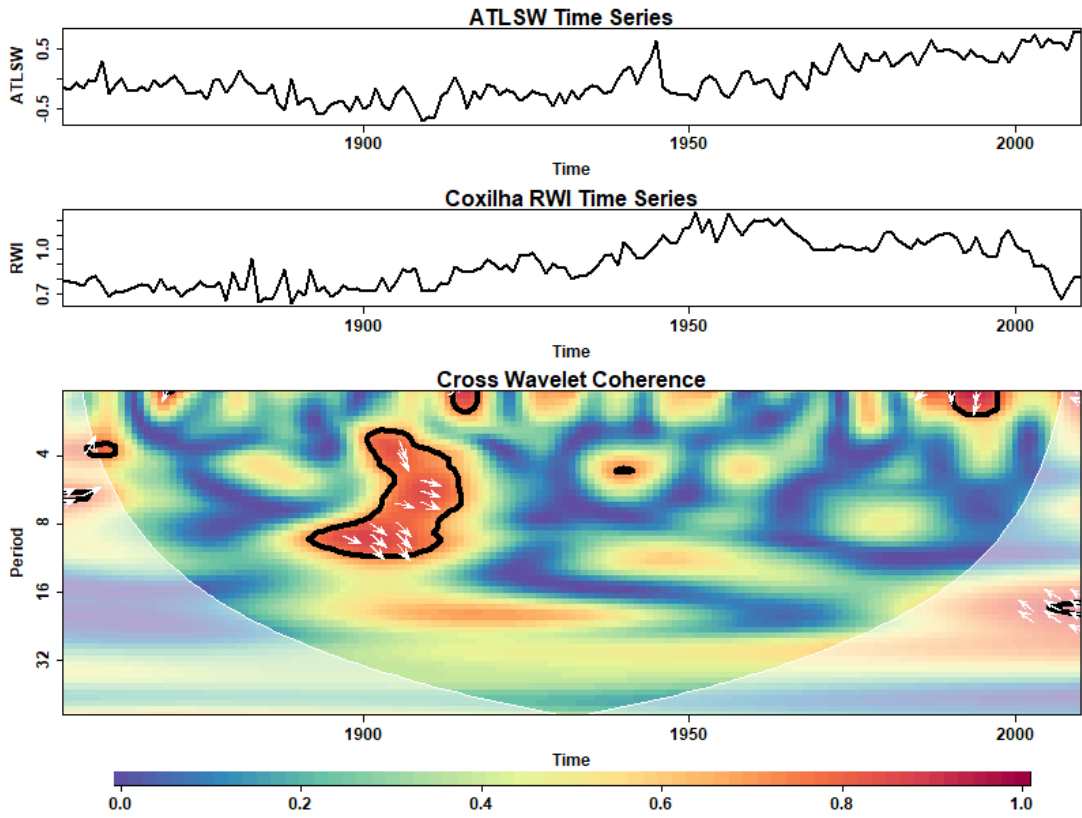 ATLSW Time Series
ATLSW
0.5
-0.5
1900
1950
2000
Time
Coxilha RWI Time Series
RWI
1.0
0.7
1900
1950
2000
Time
Cross Wavelet Coherence
Period
4
8
16
32
1900
1950
2000
Time
0.0
0.2
0.4
0.6
0.8
1.0